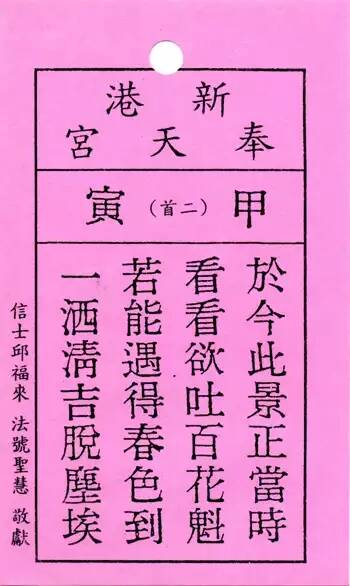 新港
奉天宮
甲（二首）寅
於今此景正當時
看看欲吐百花魁
若能遇得春色到
一洒清吉脫塵埃
信士邱福來 法號聖慧 敬獻